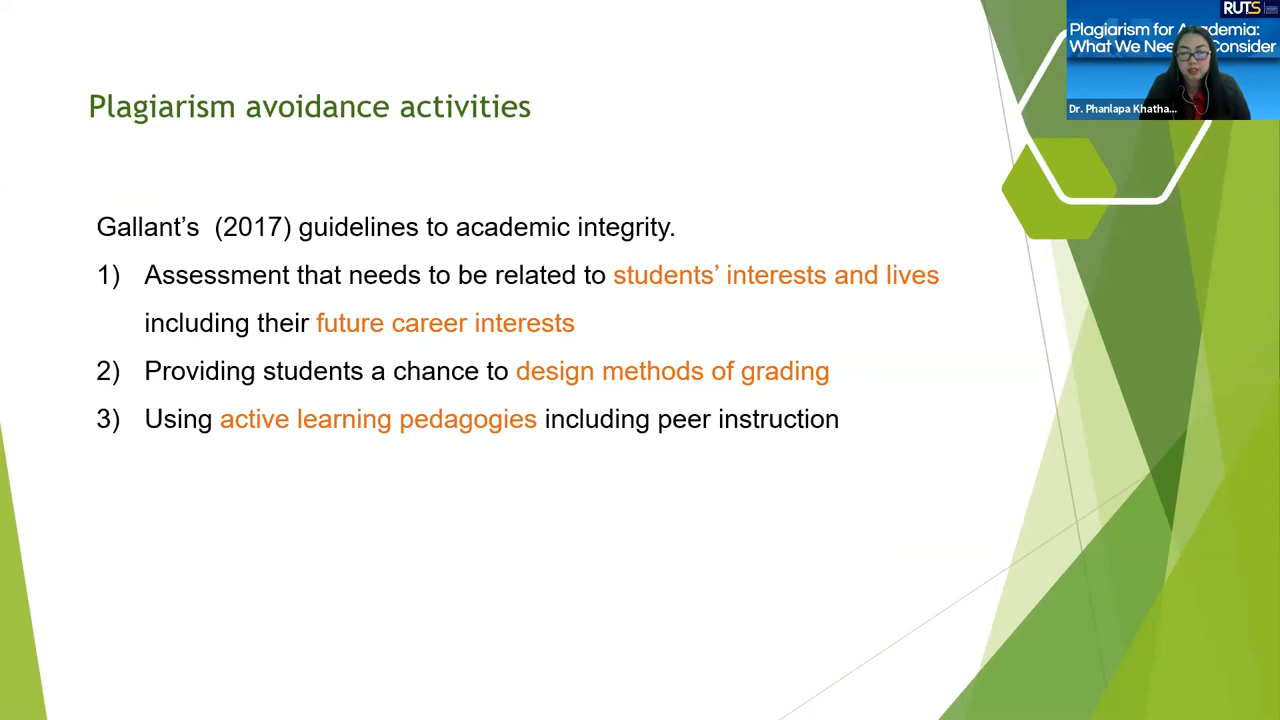 RUTS
Plagiarism for Academia:
What We Need Consider
Dr. Phanlapa Khatha...
Plagiarism avoidance activities
Gallant’s (2017) guidelines to academic integrity.
1) Assessment that needs to be related to students’ interests and lives
including their future career interests
2) Providing students a chance to design methods of grading
3) Using active learning pedagogies including peer instruction